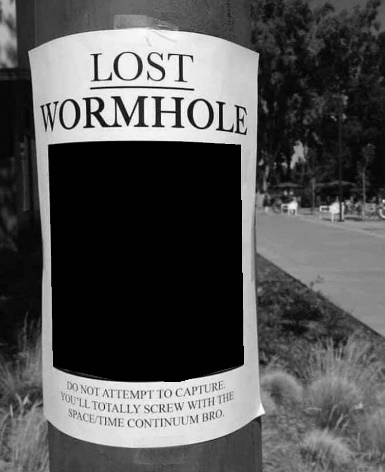 LOST
WORMHOLE
DO NOT ATTEMPT TO CAPTURE.
YOU'LL TOTALLY SCREW WITH THE
SPACE/TIME CONTINUUM BRO.